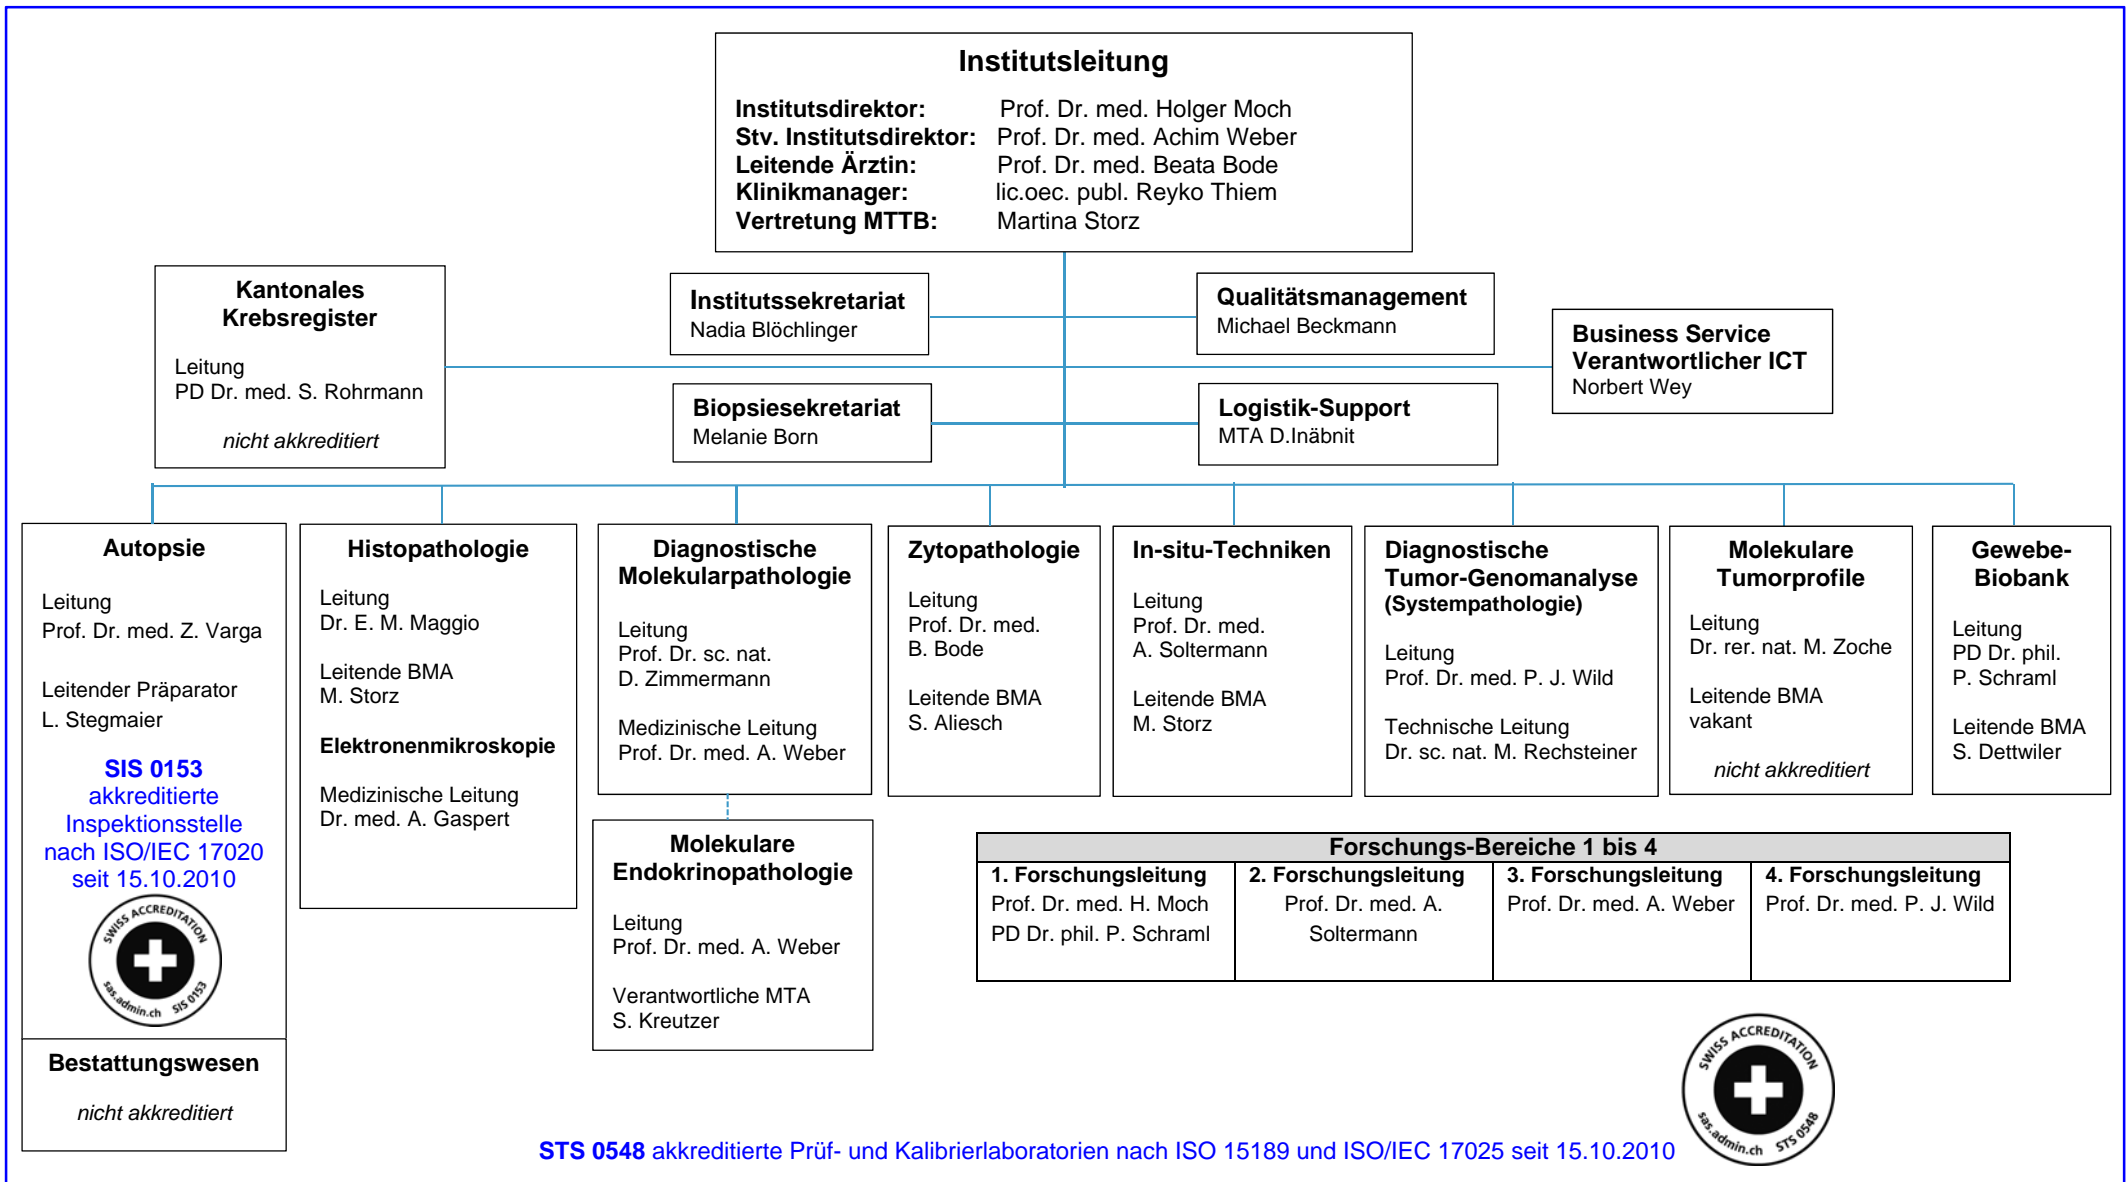 Institutsleitung
Institutsdirektor: Prof. Dr. med. Holger Moch
Stv. Institutsdirektor: Prof. Dr. med. Achim Weber
Leitende Ärztin: Prof. Dr. med. Beata Bode
Klinikmanager: lic.oec. publ. Reyko Thiem
Vertretung MTTB: Martina Storz
Kantonales
Krebsregister
Leitung
PD Dr. med. S. Rohrmann
nicht akkreditiert
Institutssekretariat
Nadia Blöchlinger
Qualitätsmanagement
Michael Beckmann
Business Service
Verantwortlicher ICT
Norbert Wey
Biopsiesekretariat
Melanie Born
Logistik-Support
MTA D.Inäbnit
Autopsie
Leitung
Prof. Dr. med. Z. Varga
Leitender Präparator
L. Stegmaier
SIS 0153
akkreditierte
Inspektionsstelle
nach ISO/IEC 17020
seit 15.10.2010
SWISS ACCREDITATION
sas.admin.ch SIS 0153
Bestattungswesen
nicht akkreditiert
Histopathologie
Leitung
Dr. E. M. Maggio
Leitende BMA
M. Storz
Elektronenmikroskopie
Medizinische Leitung
Dr. med. A. Gaspert
Diagnostische
Molekularpathologie
Leitung
Prof. Dr. sc. nat.
D. Zimmermann
Medizinische Leitung
Prof. Dr. med. A. Weber
Molekulare
Endokrinopathologie
Leitung
Prof. Dr. med. A. Weber
Verantwortliche MTA
S. Kreutzer
Zytopathologie
Leitung
Prof. Dr. med.
B. Bode
Leitende BMA
S. Aliesch
In-situ-Techniken
Leitung
Prof. Dr. med.
A. Soltermann
Leitende BMA
M. Storz
Diagnostische
Tumor-Genomanalyse
(Systempathologie)
Leitung
Prof. Dr. med. P. J. Wild
Technische Leitung
Dr. sc. nat. M. Rechsteiner
Molekulare
Tumorprofile
Leitung
Dr. rer. nat. M. Zoche
Leitende BMA
vakant
nicht akkreditiert
Gewebe-
Biobank
Leitung
PD Dr. phil.
P. Schraml
Leitende BMA
S. Dettwiler
Forschungs-Bereiche 1 bis 4
1. Forschungsleitung
Prof. Dr. med. H. Moch
PD Dr. phil. P. Schraml
2. Forschungsleitung
Prof. Dr. med. A.
Soltermann
3. Forschungsleitung
Prof. Dr. med. A. Weber
4. Forschungsleitung
Prof. Dr. med. P. J. Wild
SWISS ACCREDITATION
sas.admin.ch STS 0548
STS 0548 akkreditierte Prüf- und Kalibrierlaboratorien nach ISO 15189 und ISO/IEC 17025 seit 15.10.2010